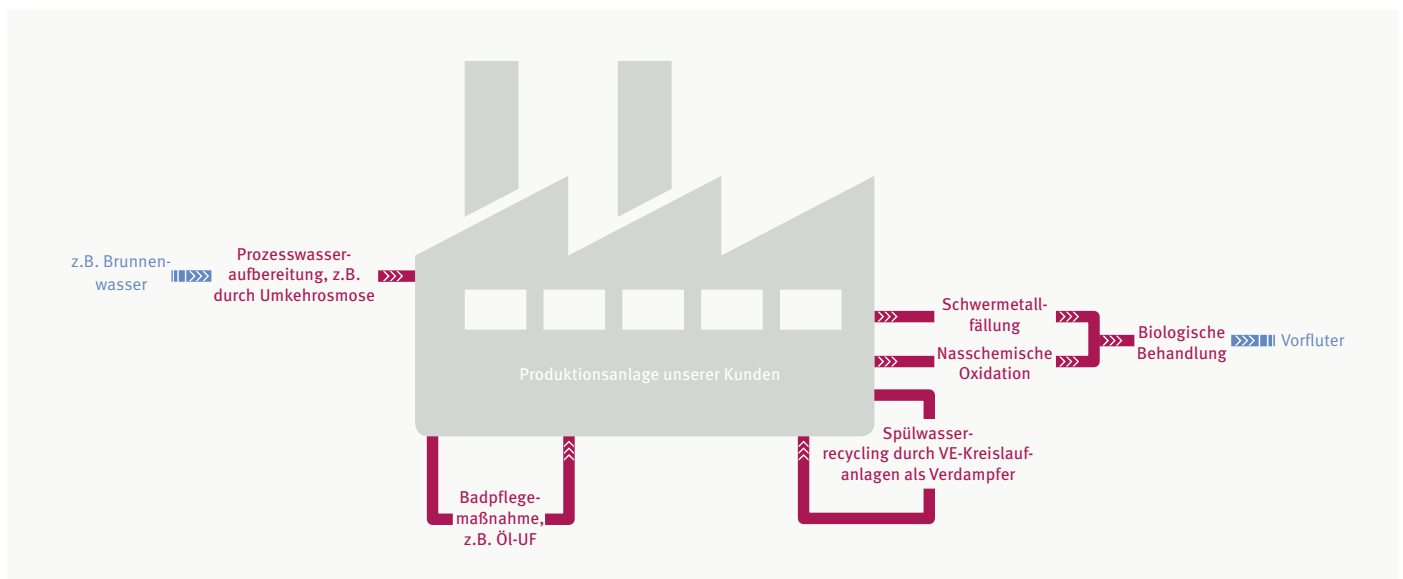 z.B. Brunnen-
wasser
Prozesswasser-
aufbereitung, z.B.
durch Umkehrosmose
Produktionsanlage unserer Kunden
Schwermetall-
fällung
Nasschemische
Oxidation
Biologische
Behandlung
Vorfluter
Spülwasser-
recycling durch VE-Kreislauf-
anlagen als Verdampfer
Badpflege-
maßnahme,
z.B. Öl-UF